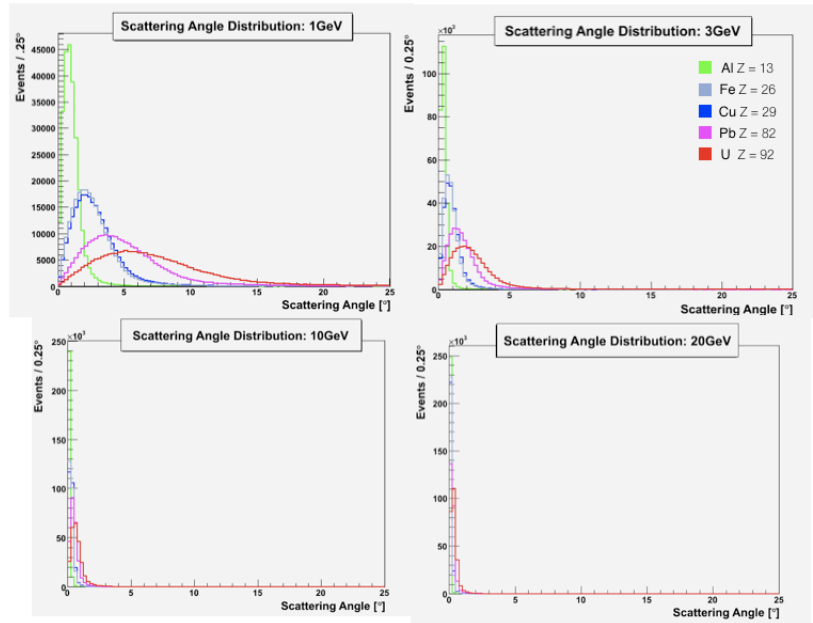 Scattering Angle Distribution: 1GeV
Events / .25°
45000
40000
35000
30000
25000
20000
15000
10000
5000
0
0 5 10 15 20 25
Scattering Angle [°]
Scattering Angle Distribution: 3GeV
×10³
Events / 0.25°
100
80
60
40
20
0
0 5 10 15 20 25
Scattering Angle [°]
Al Z = 13
Fe Z = 26
Cu Z = 29
Pb Z = 82
U Z = 92
Scattering Angle Distribution: 10GeV
×10³
Events / 0.25°
250
200
150
100
50
0
0 5 10 15 20 25
Scattering Angle [°]
Scattering Angle Distribution: 20GeV
×10³
Events / 0.25°
250
200
150
100
50
0
0 5 10 15 20 25
Scattering Angle [°]